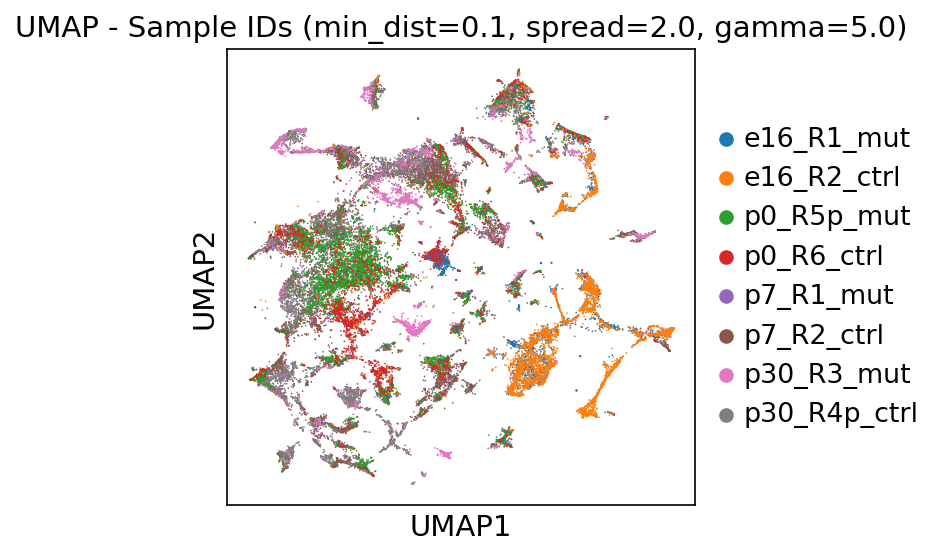 UMAP - Sample IDs (min_dist=0.1, spread=2.0, gamma=5.0)
UMAP2
UMAP1
e16_R1_mut
e16_R2_ctrl
p0_R5p_mut
p0_R6_ctrl
p7_R1_mut
p7_R2_ctrl
p30_R3_mut
p30_R4p_ctrl